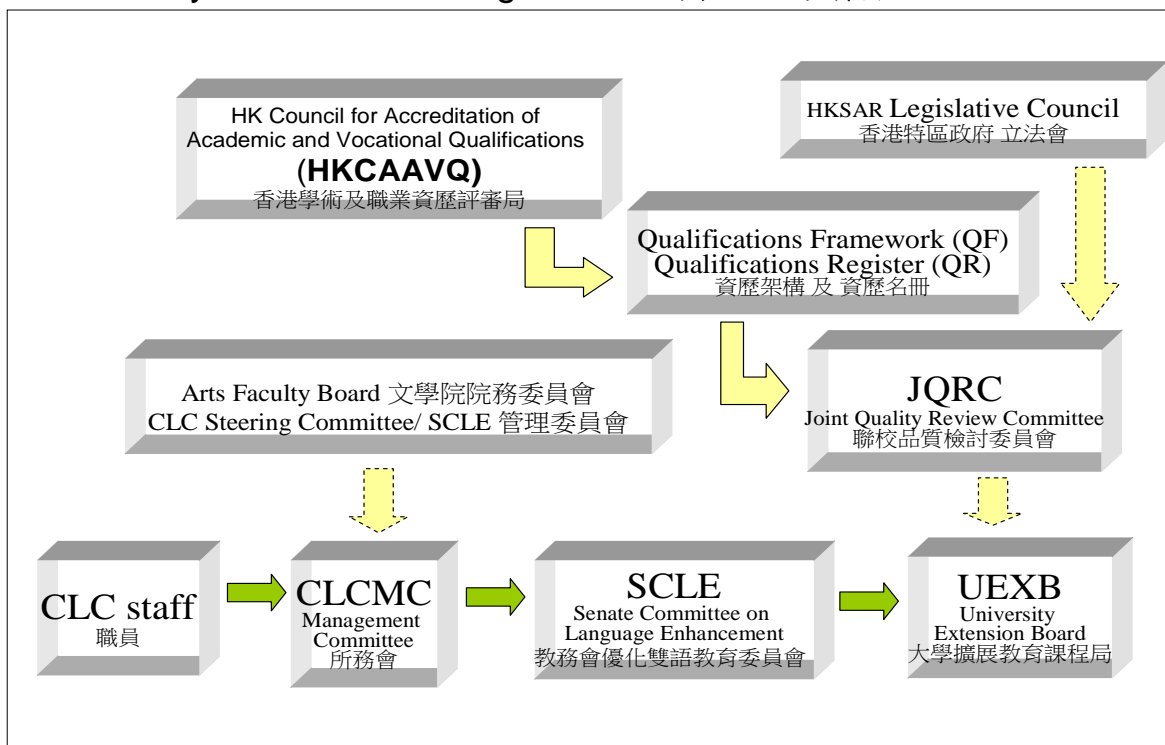 HK Council for Accreditation of
Academic and Vocational Qualifications
(HKCAAVQ)
香港學術及職業資歷評審局
HKSAR Legislative Council
香港特區政府 立法會
Qualifications Framework (QF)
Qualifications Register (QR)
資歷架構 及 資歷名冊
Arts Faculty Board 文學院院務委員會
CLC Steering Committee/ SCLE 管理委員會
JQRC
Joint Quality Review Committee
聯校品質檢討委員會
CLC staff
職員
CLCMC
Management
Committee
所務會
SCLE
Senate Committee on
Language Enhancement
教務會優化雙語教育委員會
UEXB
University
Extension Board
大學擴展教育課程局